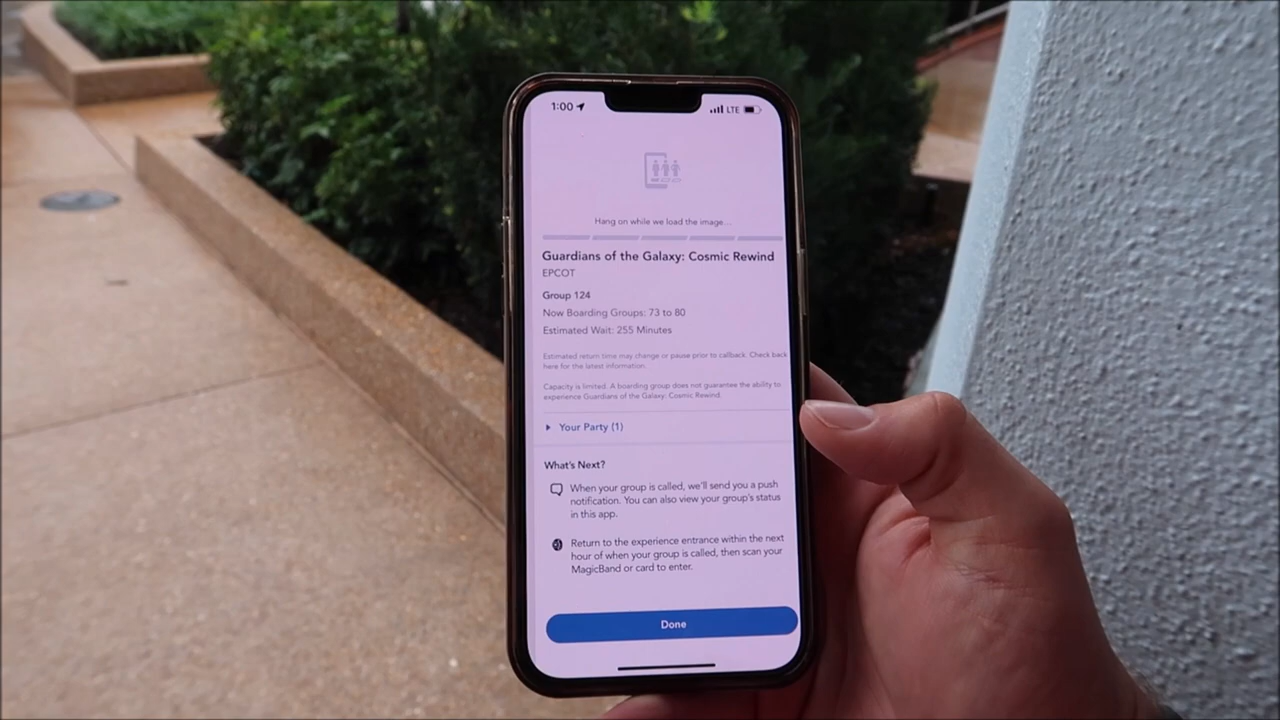 1:00
LTE
Hang on while we load the image...
Guardians of the Galaxy: Cosmic Rewind
EPCOT
Group 124
Now Boarding Groups: 73 to 80
Estimated Wait: 255 Minutes
Estimated return time may change or pause prior to callback. Check back
here for the latest information.
Capacity is limited. A boarding group does not guarantee the ability to
experience Guardians of the Galaxy: Cosmic Rewind.
Your Party (1)
What's Next?
When your group is called, we'll send you a push
notification. You can also view your group's status
in this app.
Return to the experience entrance within the next
hour of when your group is called, then scan your
MagicBand or card to enter.
Done